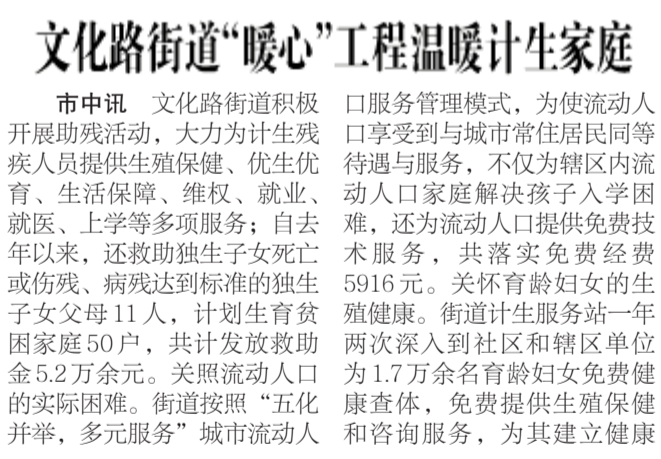 文化路街道“暖心”工程温暖计生家庭
市中讯 文化路街道积极
开展助残活动，大力为计生残
疾人员提供生殖保健、优生优
育、生活保障、维权、就业、
就医、上学等多项服务；自去
年以来，还救助独生子女死亡
或伤残、病残达到标准的独生
子女父母11人，计划生育贫
困家庭50户，共计发放救助
金5.2万余元。关照流动人口
的实际困难。街道按照“五化
并举，多元服务”城市流动人
口服务管理模式，为使流动人
口享受到与城市常住居民同等
待遇与服务，不仅为辖区内流
动人口家庭解决孩子入学困
难，还为流动人口提供免费技
术服务，共落实免费经费
5916元。关怀育龄妇女的生
殖健康。街道计生服务站一年
两次深入到社区和辖区单位
为1.7万余名育龄妇女免费健
康查体，免费提供生殖保健
和咨询服务，为其建立健康